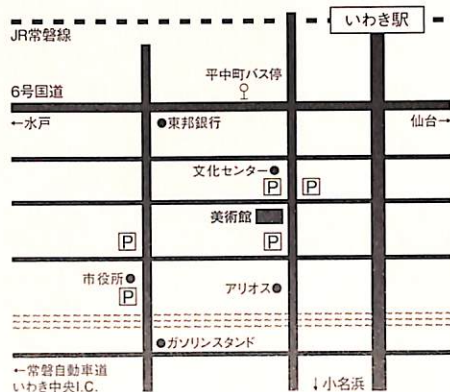 いわき駅
JR常磐線
平中町バス停
6号国道
←水戸
東邦銀行
仙台→
文化センター
P
P
美術館
P
P
市役所
P
アリオス
ガソリンスタンド
←常磐自動車道
いわき中央I.C.
↓小名浜